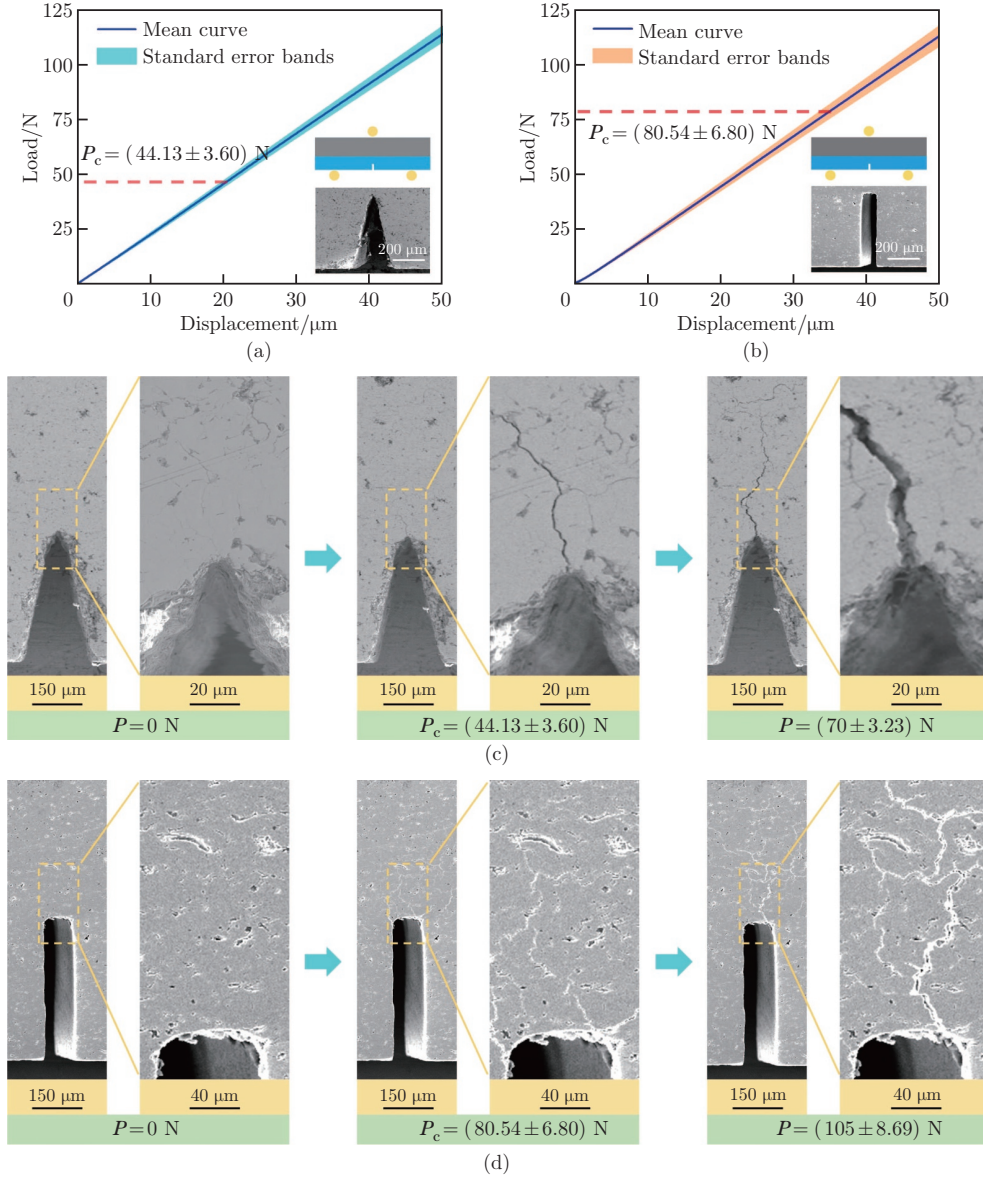 125
100
75
50
25
0
10
20
30
40
50
Load/N
Displacement/μm
Mean curve
Standard error bands
Pc=(44.13±3.60) N
200 μm
(a)
125
100
75
50
25
0
10
20
30
40
50
Load/N
Displacement/μm
Mean curve
Standard error bands
Pc=(80.54±6.80) N
200 μm
(b)
150 μm
20 μm
P=0 N
150 μm
20 μm
Pc=(44.13±3.60) N
150 μm
20 μm
P=(70±3.23) N
(c)
150 μm
40 μm
P=0 N
150 μm
40 μm
Pc=(80.54±6.80) N
150 μm
40 μm
P=(105±8.69) N
(d)